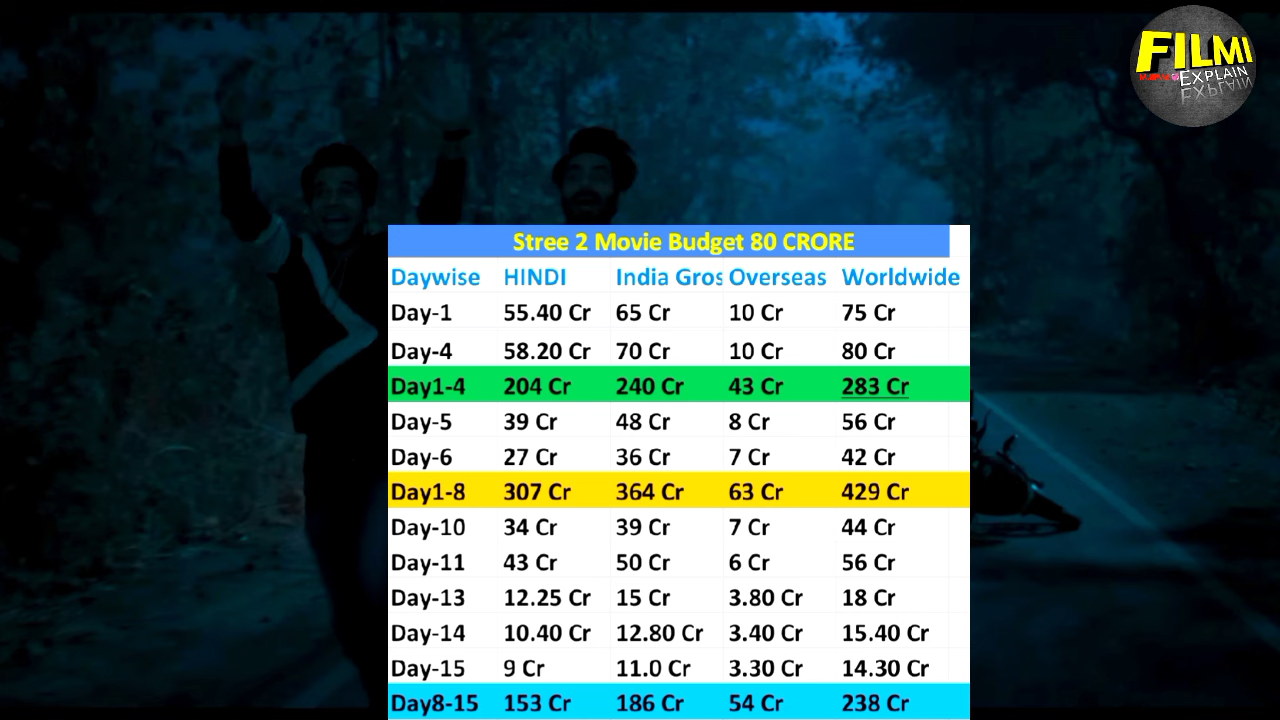 FILMI
EXPLAIN
Stree 2 Movie Budget 80 CRORE
Daywise HINDI India Gros Overseas Worldwide
Day-1 55.40 Cr 65 Cr 10 Cr 75 Cr
Day-4 58.20 Cr 70 Cr 10 Cr 80 Cr
Day1-4 204 Cr 240 Cr 43 Cr 283 Cr
Day-5 39 Cr 48 Cr 8 Cr 56 Cr
Day-6 27 Cr 36 Cr 7 Cr 42 Cr
Day1-8 307 Cr 364 Cr 63 Cr 429 Cr
Day-10 34 Cr 39 Cr 7 Cr 44 Cr
Day-11 43 Cr 50 Cr 6 Cr 56 Cr
Day-13 12.25 Cr 15 Cr 3.80 Cr 18 Cr
Day-14 10.40 Cr 12.80 Cr 3.40 Cr 15.40 Cr
Day-15 9 Cr 11.0 Cr 3.30 Cr 14.30 Cr
Day8-15 153 Cr 186 Cr 54 Cr 238 Cr